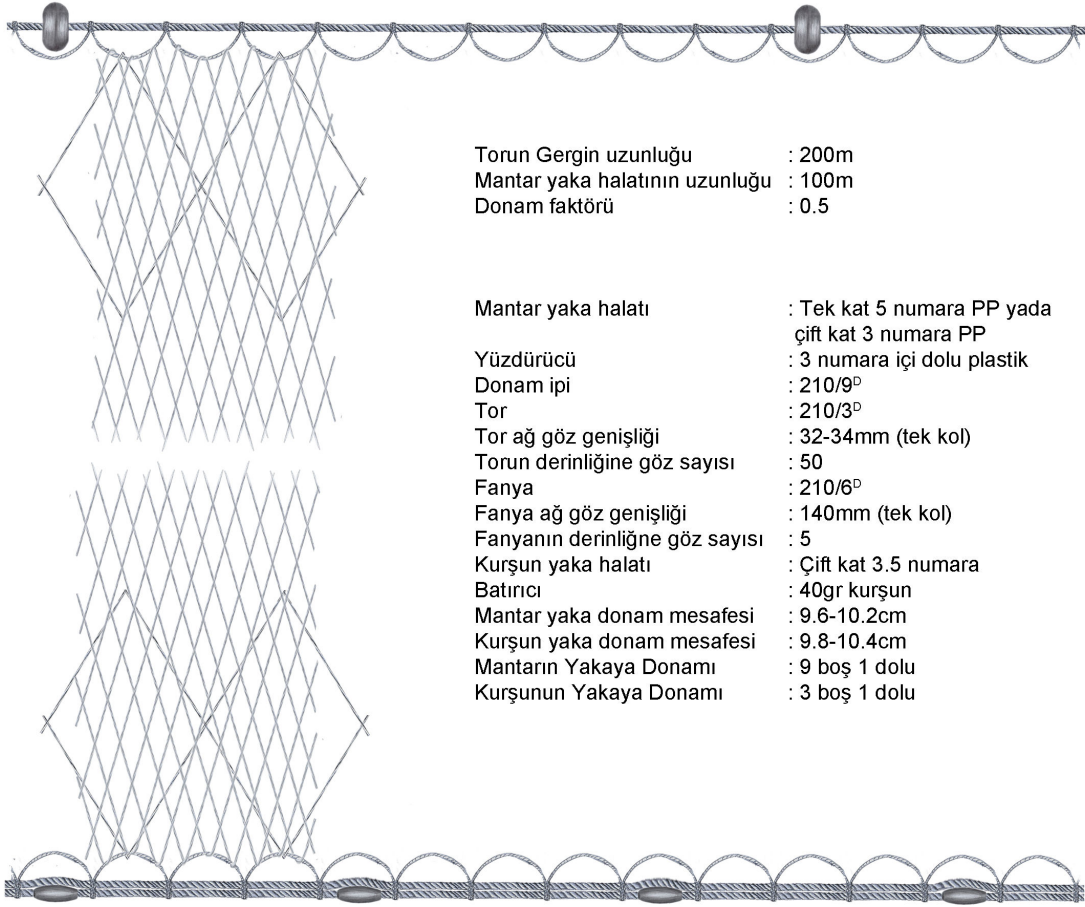 Torun Gergin uzunluğu : 200m
Mantar yaka halatının uzunluğu : 100m
Donam faktörü : 0.5
Mantar yaka halatı : Tek kat 5 numara PP yada
çift kat 3 numara PP
Yüzdürücü : 3 numara içi dolu plastik
Donam ipi : 210/9ᴰ
Tor : 210/3ᴰ
Tor ağ göz genişliği : 32-34mm (tek kol)
Torun derinliğine göz sayısı : 50
Fanya : 210/6ᴰ
Fanya ağ göz genişliği : 140mm (tek kol)
Fanyanın derinliğne göz sayısı : 5
Kurşun yaka halatı : Çift kat 3.5 numara
Batırıcı : 40gr kurşun
Mantar yaka donam mesafesi : 9.6-10.2cm
Kurşun yaka donam mesafesi : 9.8-10.4cm
Mantarın Yakaya Donamı : 9 boş 1 dolu
Kurşunun Yakaya Donamı : 3 boş 1 dolu